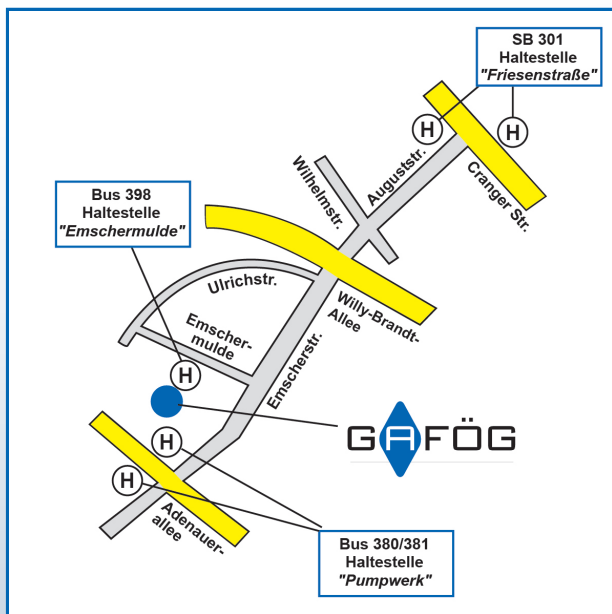 SB 301
Haltestelle
"Friesenstraße"
H
H
Auguststr.
Cranger Str.
Wilhelmstr.
Bus 398
Haltestelle
"Emschermulde"
Ulrichstr.
Willy-Brandt-
Allee
Emscher-
mulde
Emscherstr.
H
GAFÖG
H
H
Adenauer-
allee
Bus 380/381
Haltestelle
"Pumpwerk"